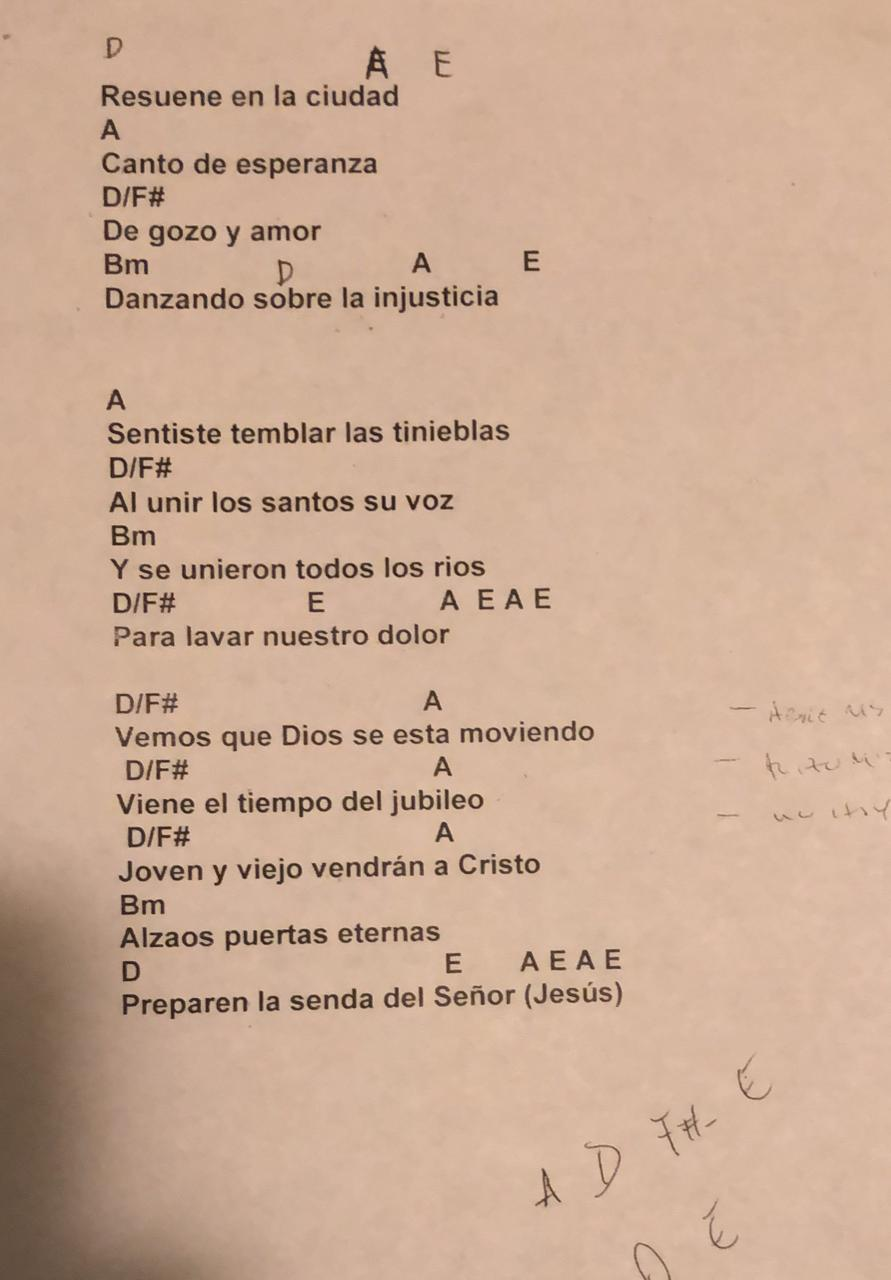 D A E
Resuene en la ciudad
A
Canto de esperanza
D/F#
De gozo y amor
Bm D A E
Danzando sobre la injusticia
A
Sentiste temblar las tinieblas
D/F#
Al unir los santos su voz
Bm
Y se unieron todos los rios
D/F# E A E A E
Para lavar nuestro dolor
D/F# A
Vemos que Dios se esta moviendo
D/F# A
Viene el tiempo del jubileo
D/F# A
Joven y viejo vendrán a Cristo
Bm
Alzaos puertas eternas
D E A E A E
Preparen la senda del Señor (Jesús)
A D F#- E
D E